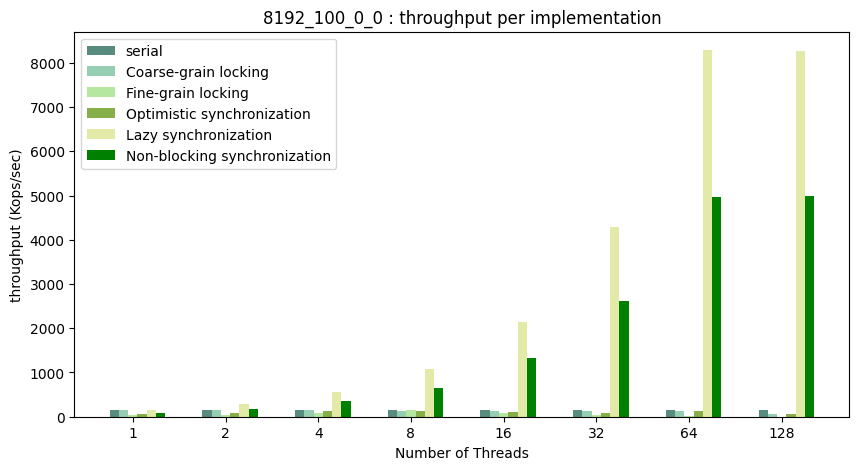 8192_100_0_0 : throughput per implementation
serial
Coarse-grain locking
Fine-grain locking
Optimistic synchronization
Lazy synchronization
Non-blocking synchronization
throughput (Kops/sec)
8000
7000
6000
5000
4000
3000
2000
1000
0
1 2 4 8 16 32 64 128
Number of Threads